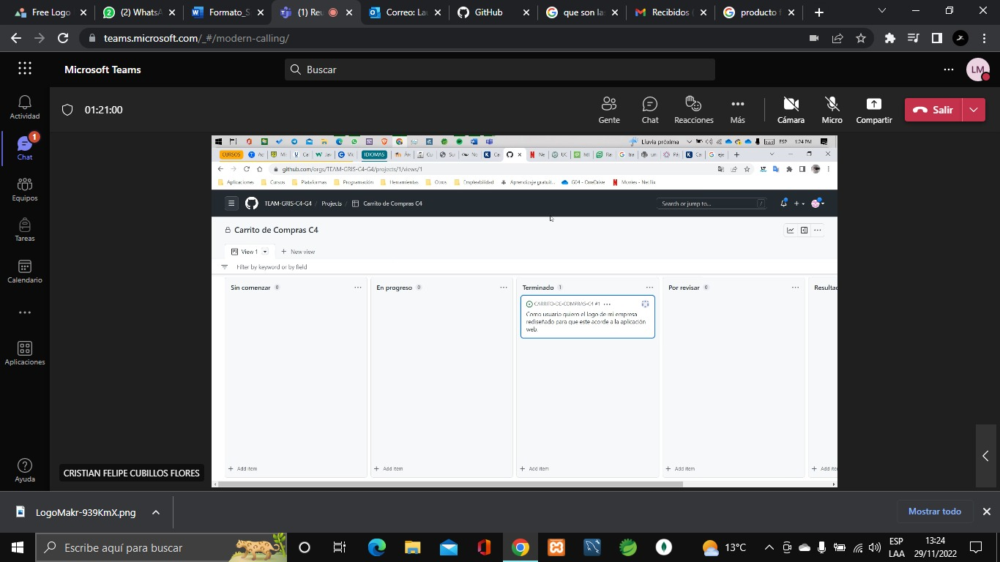 Free Logo
(2) WhatsA
Formato_S
(1) Reu
Correo: La
GitHub
que son la
Recibidos
producto f
teams.microsoft.com/_#/modern-calling/
Microsoft Teams
Buscar
LM
01:21:00
Gente
Chat
Reacciones
Más
Cámara
Micro
Compartir
Salir
Actividad
1
Chat
Equipos
Tareas
Calendario
Aplicaciones
Ayuda
Lluvia próxima
ESP
1:24 PM
CURSOS
IDIOMAS
github.com/orgs/TEAM-GRIS-C4-G4/projects/1/views/1
Aplicaciones
Cursos
Plataformas
Programación
Herramientas
Otros
Empleabilidad
Aprendizaje gratuit...
G04 - OneDrive
Movies - Netflix
TEAM-GRIS-C4-G4 / Projects / Carrito de Compras C4
Search or jump to...
/
Carrito de Compras C4
View 1
+ New view
Filter by keyword or by field
Sin comenzar 0
En progreso 0
Terminado 1
Por revisar 0
Resultad
CARRITO-DE-COMPRAS-C4 #1
Como usuario quiero el logo de mi empresa
rediseñado para que este acorde a la aplicación
web.
+ Add item
+ Add item
+ Add item
+ Add item
+ Add ite
CRISTIAN FELIPE CUBILLOS FLORES
LogoMakr-939KmX.png
Mostrar todo
Escribe aquí para buscar
13°C
ESP
LAA
13:24
29/11/2022